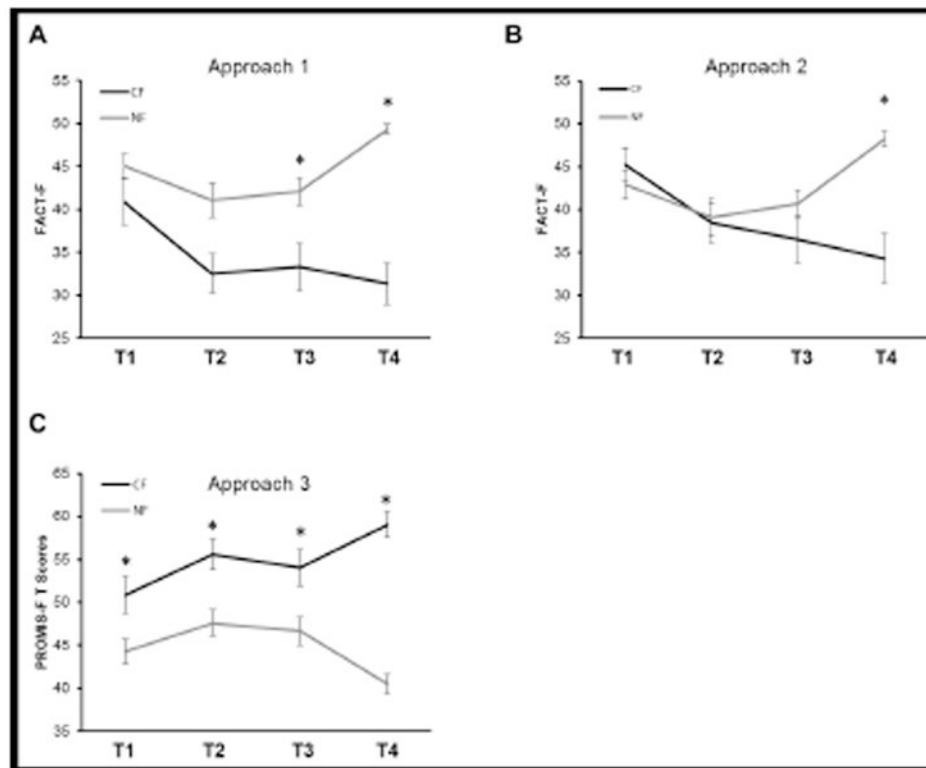 A
Approach 1
FACT-F
55
50
45
40
35
30
25
CF
NF
*
*
T1 T2 T3 T4
B
Approach 2
FACT-F
55
50
45
40
35
30
25
CF
NF
*
T1 T2 T3 T4
C
Approach 3
PROMIS-F T Scores
65
60
55
50
45
40
35
CF
NF
* * * *
T1 T2 T3 T4